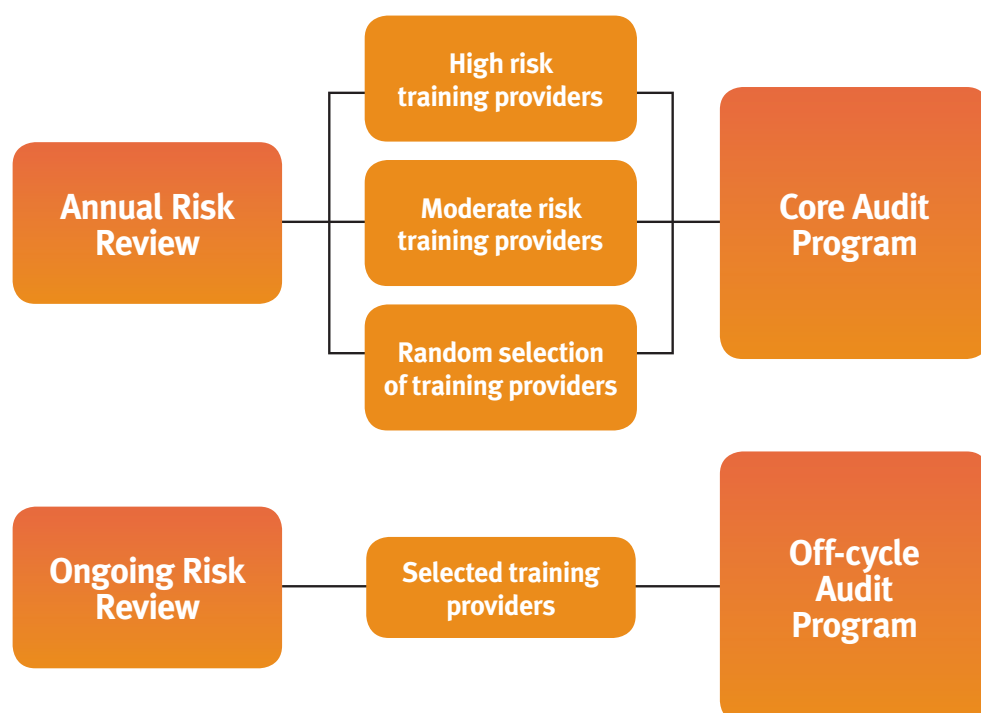 Annual Risk
Review
High risk
training providers
Moderate risk
training providers
Random selection
of training providers
Core Audit
Program
Ongoing Risk
Review
Selected training
providers
Off-cycle
Audit
Program